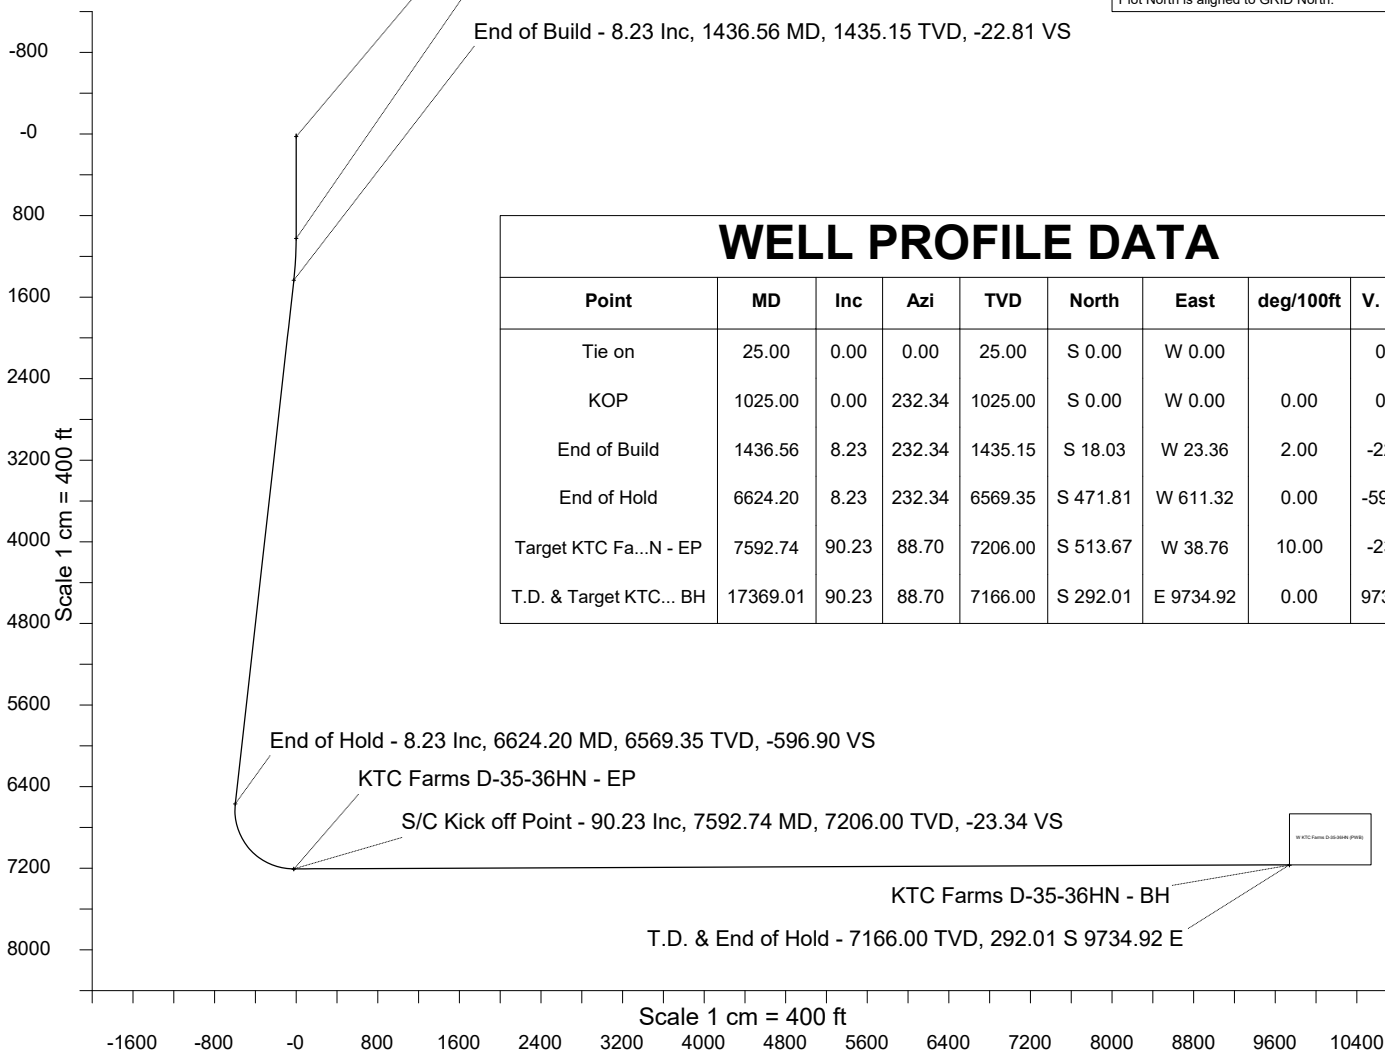 Plot North is aligned to GRID North.
End of Build - 8.23 Inc, 1436.56 MD, 1435.15 TVD, -22.81 VS
-800
-0
800
1600
2400
3200
4000
4800
5600
6400
7200
8000
Scale 1 cm = 400 ft
WELL PROFILE DATA
Point MD Inc Azi TVD North East deg/100ft V.
Tie on 25.00 0.00 0.00 25.00 S 0.00 W 0.00 0
KOP 1025.00 0.00 232.34 1025.00 S 0.00 W 0.00 0.00 0
End of Build 1436.56 8.23 232.34 1435.15 S 18.03 W 23.36 2.00
End of Hold 6624.20 8.23 232.34 6569.35 S 471.81 W 611.32 0.00 -59
Target KTC Fa...N - EP 7592.74 90.23 88.70 7206.00 S 513.67 W 38.76 10.00
T.D. & Target KTC... BH 17369.01 90.23 88.70 7166.00 S 292.01 E 9734.92 0.00 973
End of Hold - 8.23 Inc, 6624.20 MD, 6569.35 TVD, -596.90 VS
KTC Farms D-35-36HN - EP
S/C Kick off Point - 90.23 Inc, 7592.74 MD, 7206.00 TVD, -23.34 VS
W KTC Farms D-35-36HN (PWB)
KTC Farms D-35-36HN - BH
T.D. & End of Hold - 7166.00 TVD, 292.01 S 9734.92 E
Scale 1 cm = 400 ft
-1600 -800 -0 800 1600 2400 3200 4000 4800 5600 6400 7200 8000 8800 9600 10400